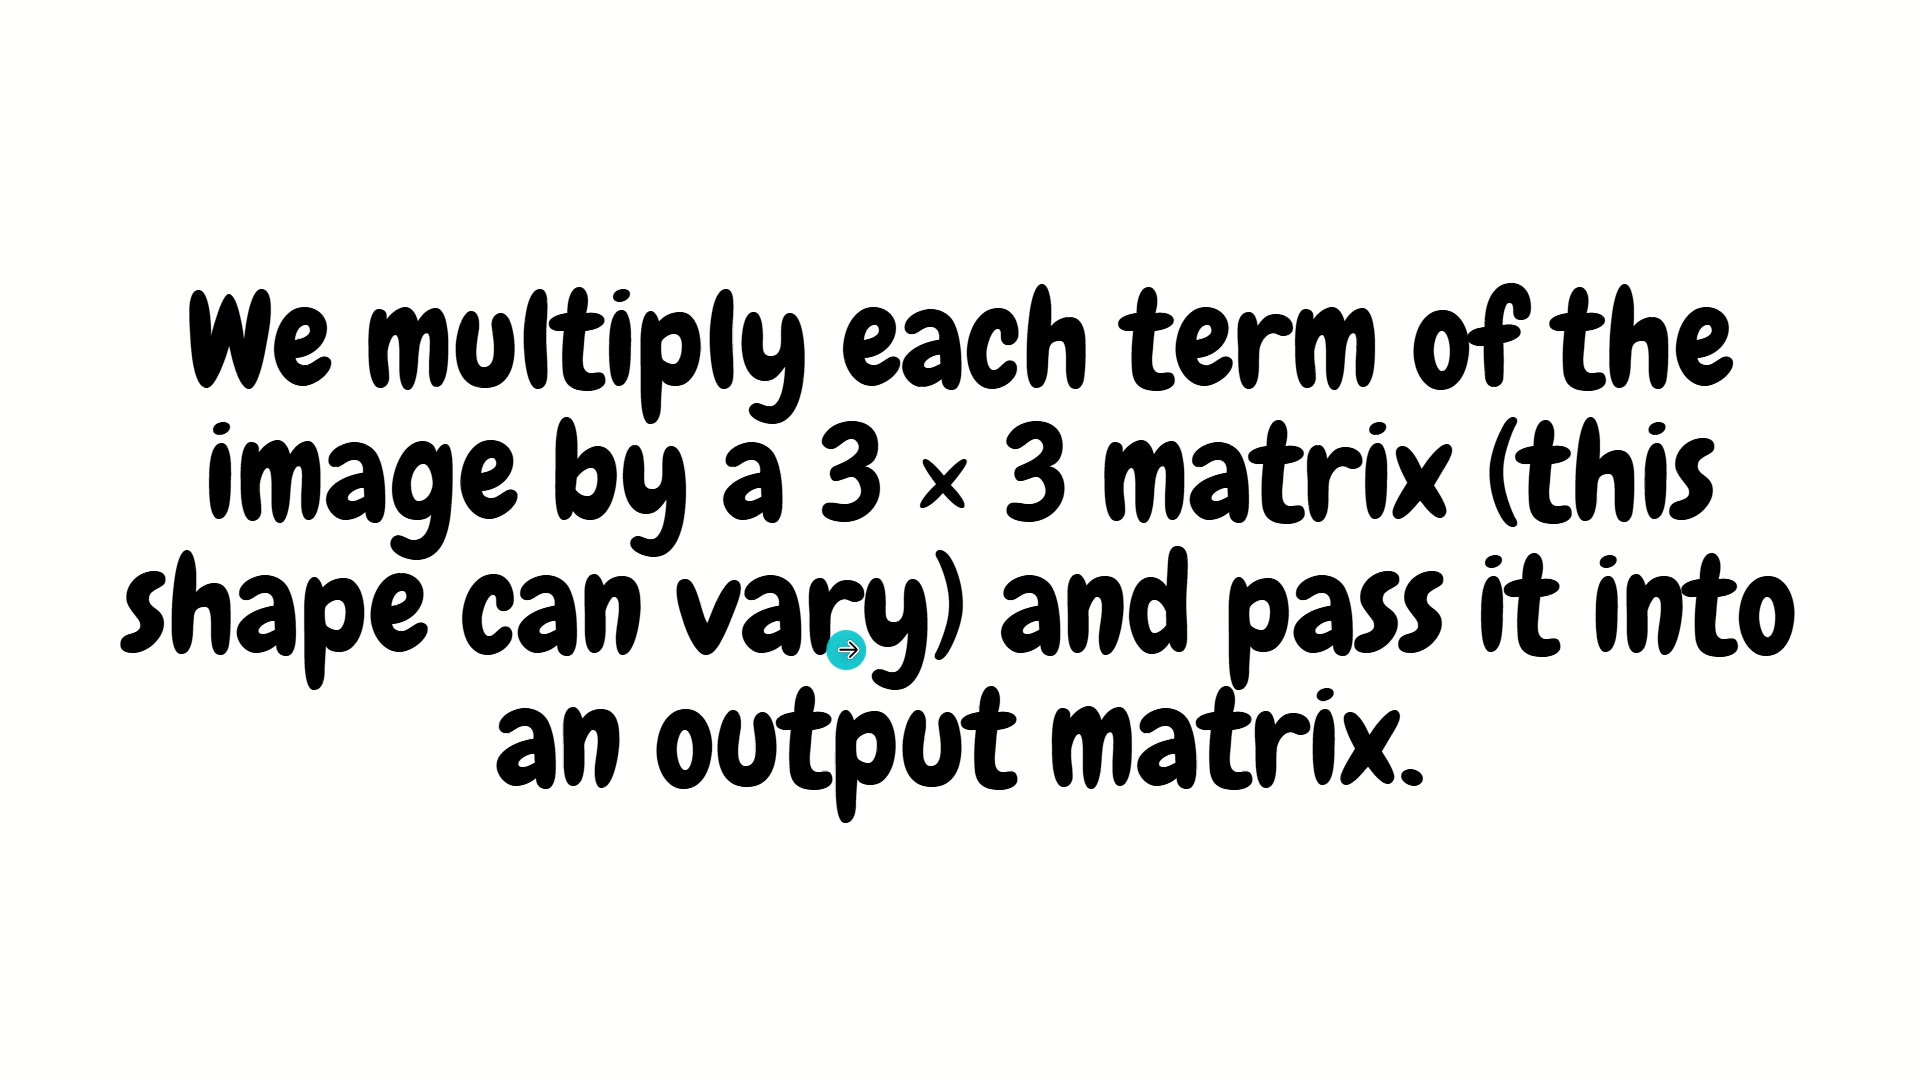 We multiply each term of the
image by a 3 × 3 matrix (this
shape can vary) and pass it into
an output matrix.